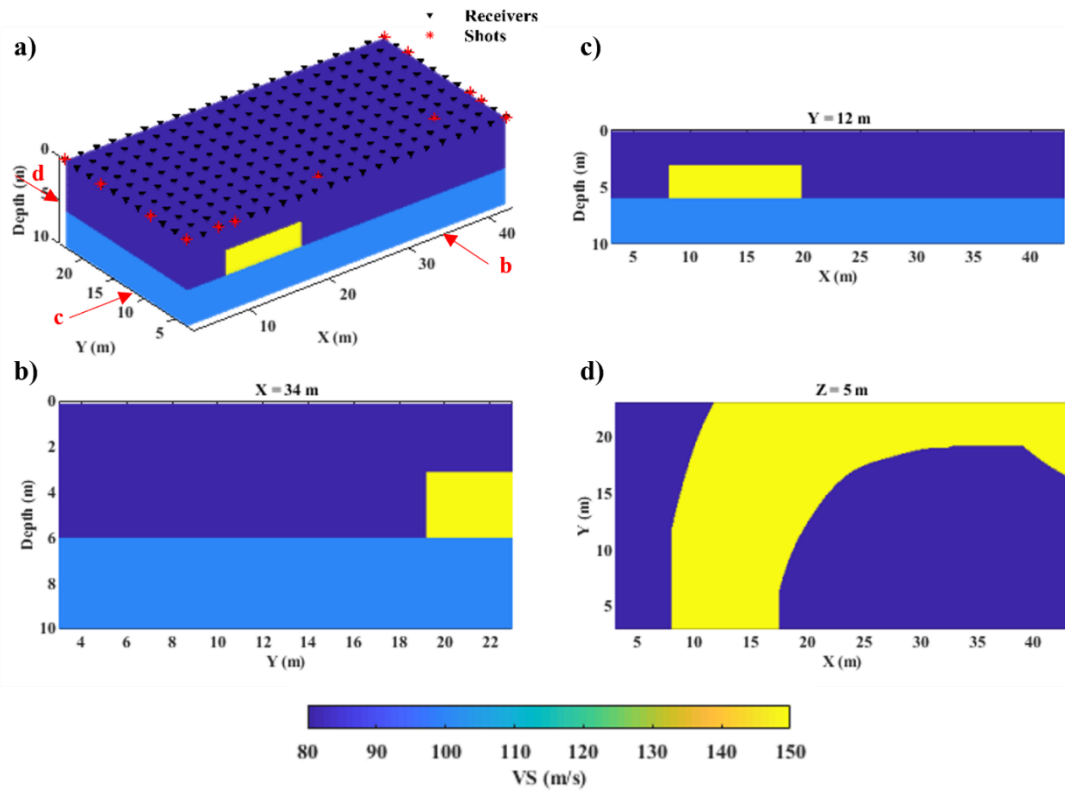 Receivers
Shots
a)
0
5
10
Depth (m)
d
20
15
10
5
c
Y (m)
10
20
30
40
X (m)
b
c)
Y = 12 m
0
5
10
Depth (m)
5 10 15 20 25 30 35 40
X (m)
b)
X = 34 m
0
2
4
6
8
10
Depth (m)
4 6 8 10 12 14 16 18 20 22
Y (m)
d)
Z = 5 m
20
15
10
5
Y (m)
5 10 15 20 25 30 35 40
X (m)
80 90 100 110 120 130 140 150
VS (m/s)